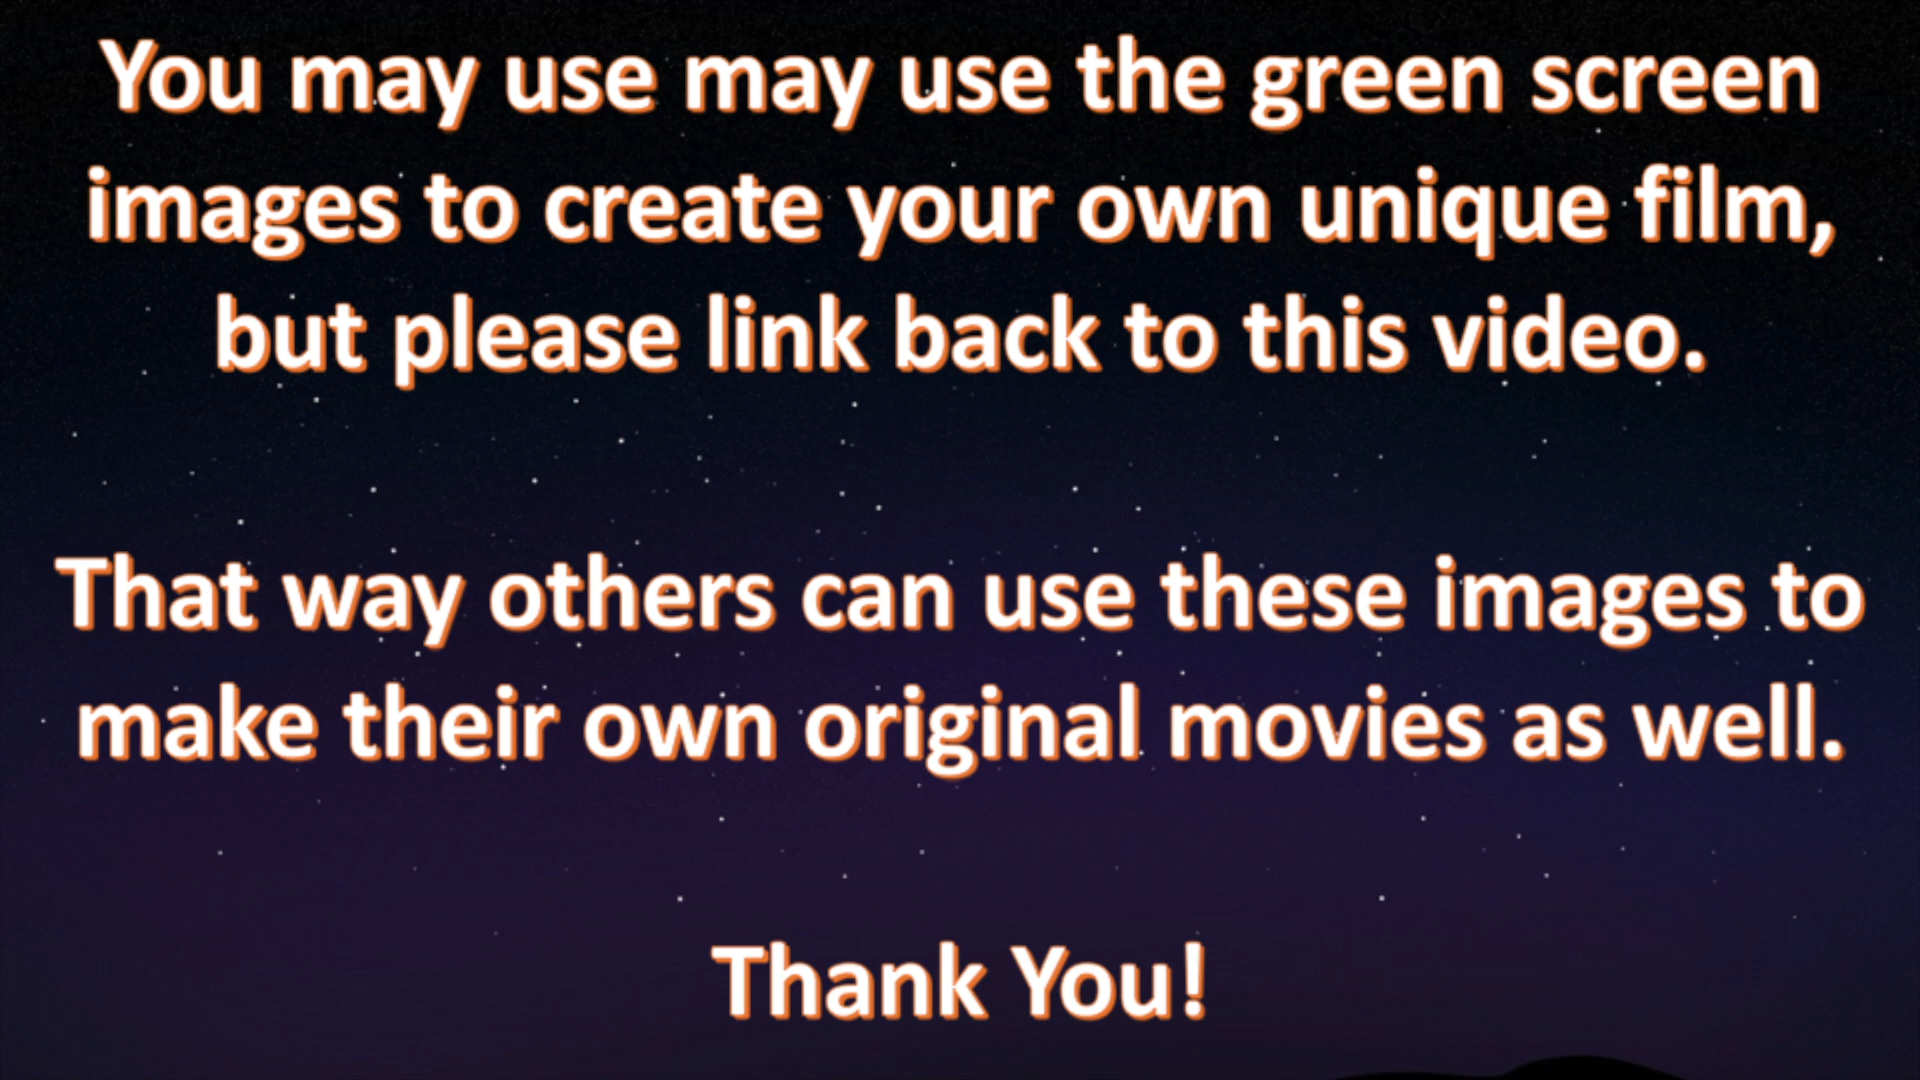 You may use may use the green screen
images to create your own unique film,
but please link back to this video.
That way others can use these images to
make their own original movies as well.
Thank You!